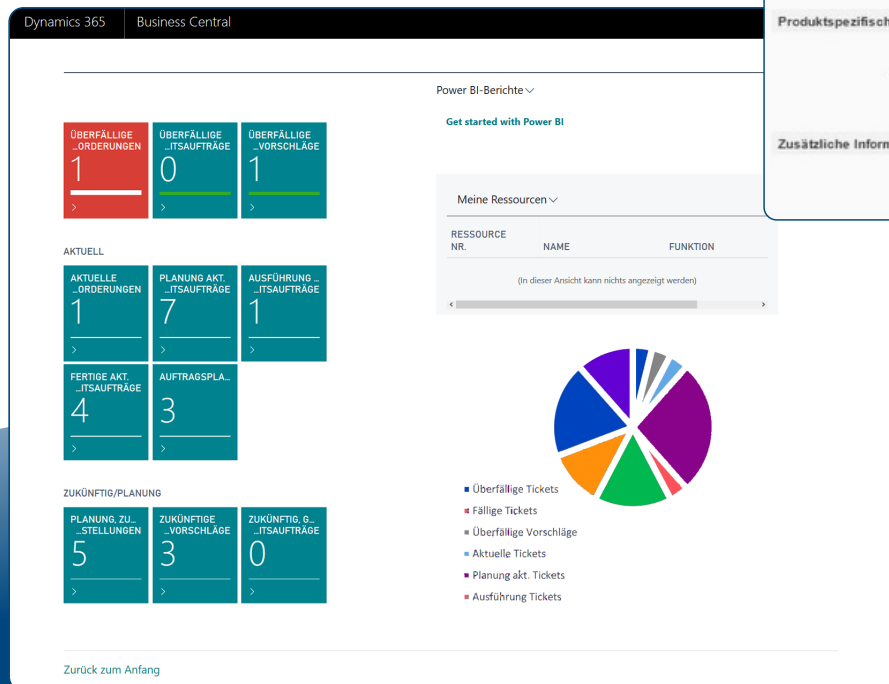 Dynamics 365 Business Central
Produktspezifisch
Zusätzliche Inform
Power BI-Berichte
Get started with Power BI
ÜBERFÄLLIGE
...ORDERUNGEN
1
ÜBERFÄLLIGE
...ITSAUFTRÄGE
0
ÜBERFÄLLIGE
...VORSCHLÄGE
1
Meine Ressourcen
RESSOURCE
NR. NAME FUNKTION
(In dieser Ansicht kann nichts angezeigt werden)
AKTUELL
AKTUELLE
...ORDERUNGEN
1
PLANUNG AKT.
...ITSAUFTRÄGE
7
AUSFÜHRUNG ...
...ITSAUFTRÄGE
1
FERTIGE AKT.
...ITSAUFTRÄGE
4
AUFTRAGSPLA...
3
ZUKÜNFTIG/PLANUNG
PLANUNG, ZU...
...STELLUNGEN
5
ZUKÜNFTIGE
...VORSCHLÄGE
3
ZUKÜNFTIG, G...
...ITSAUFTRÄGE
0
Überfällige Tickets
Fällige Tickets
Überfällige Vorschläge
Aktuelle Tickets
Planung akt. Tickets
Ausführung Tickets
Zurück zum Anfang